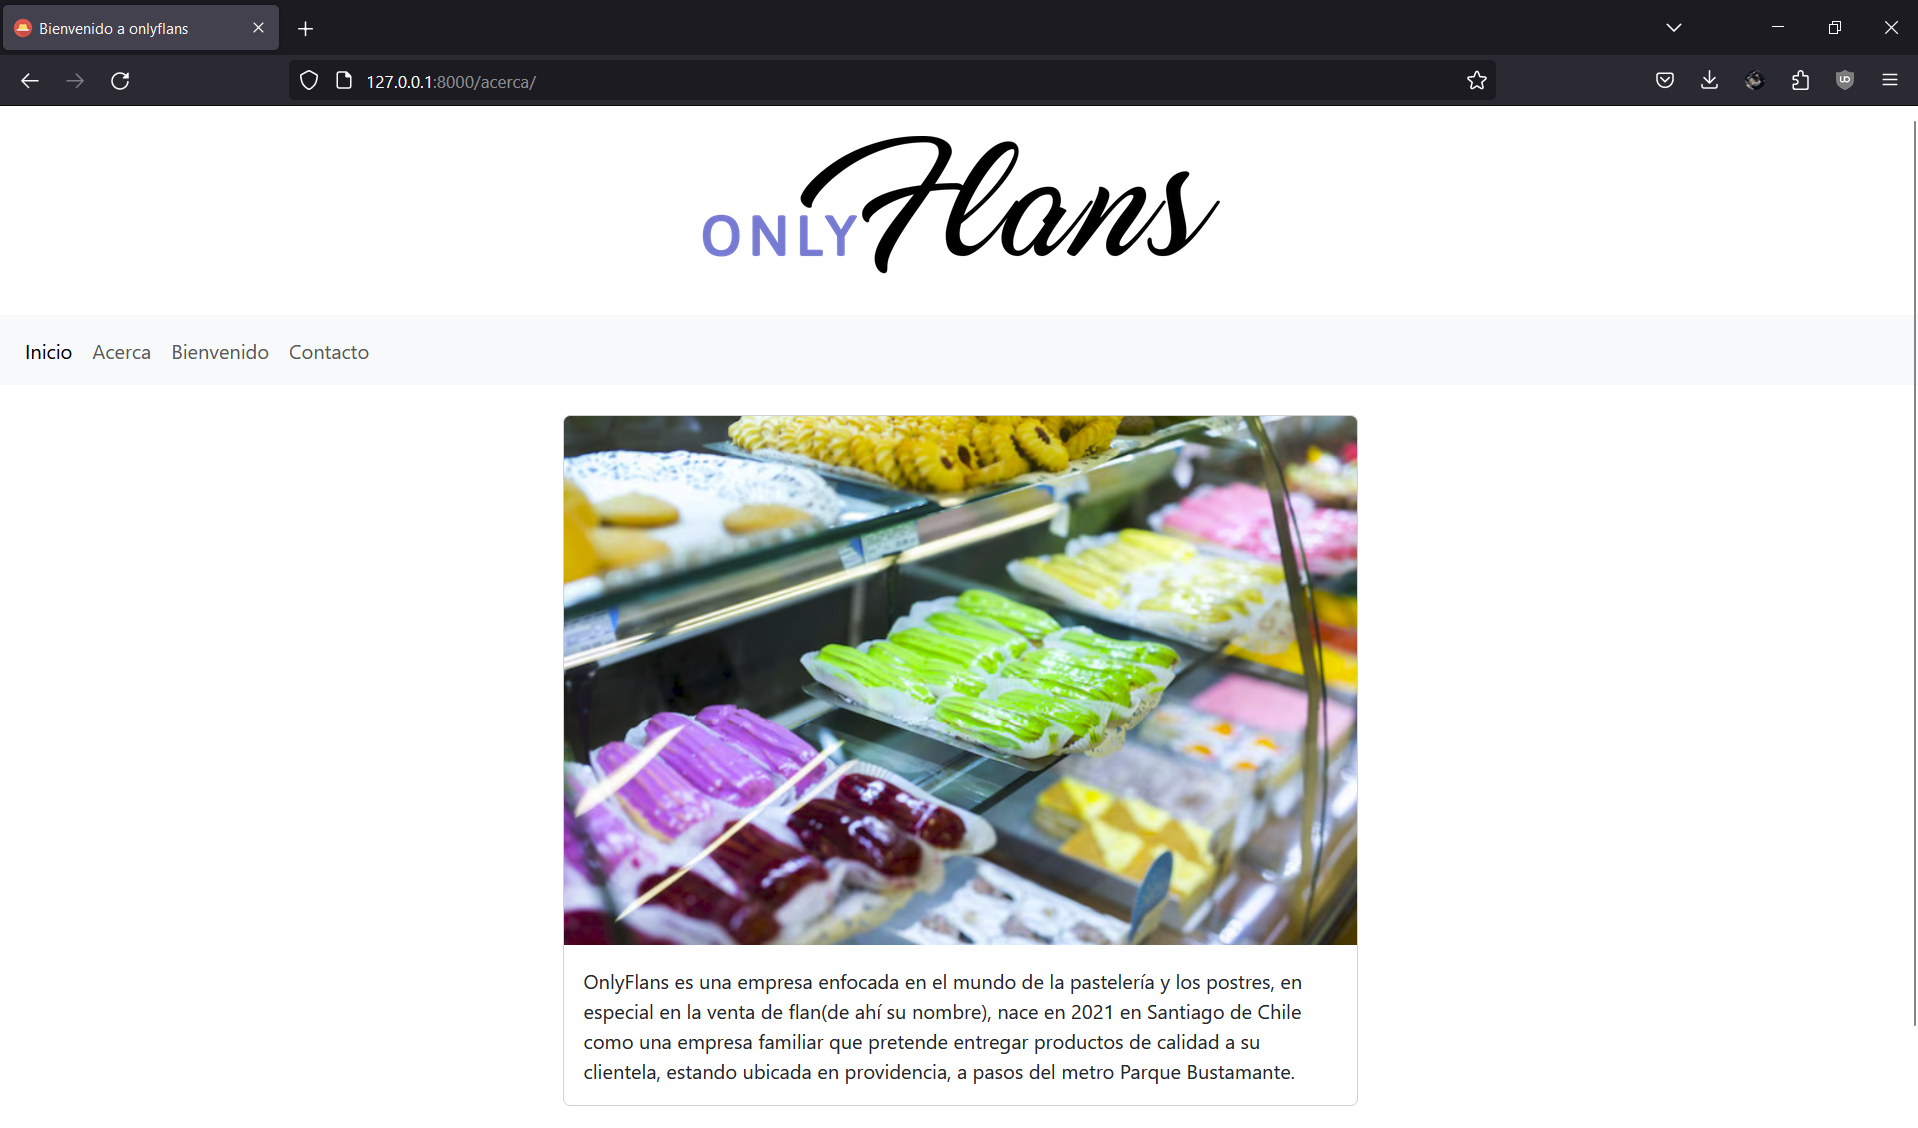 Bienvenido a onlyflans
127.0.0.1:8000/acerca/
ONLY Flans
Inicio Acerca Bienvenido Contacto
OnlyFlans es una empresa enfocada en el mundo de la pastelería y los postres, en
especial en la venta de flan(de ahí su nombre), nace en 2021 en Santiago de Chile
como una empresa familiar que pretende entregar productos de calidad a su
clientela, estando ubicada en providencia, a pasos del metro Parque Bustamante.